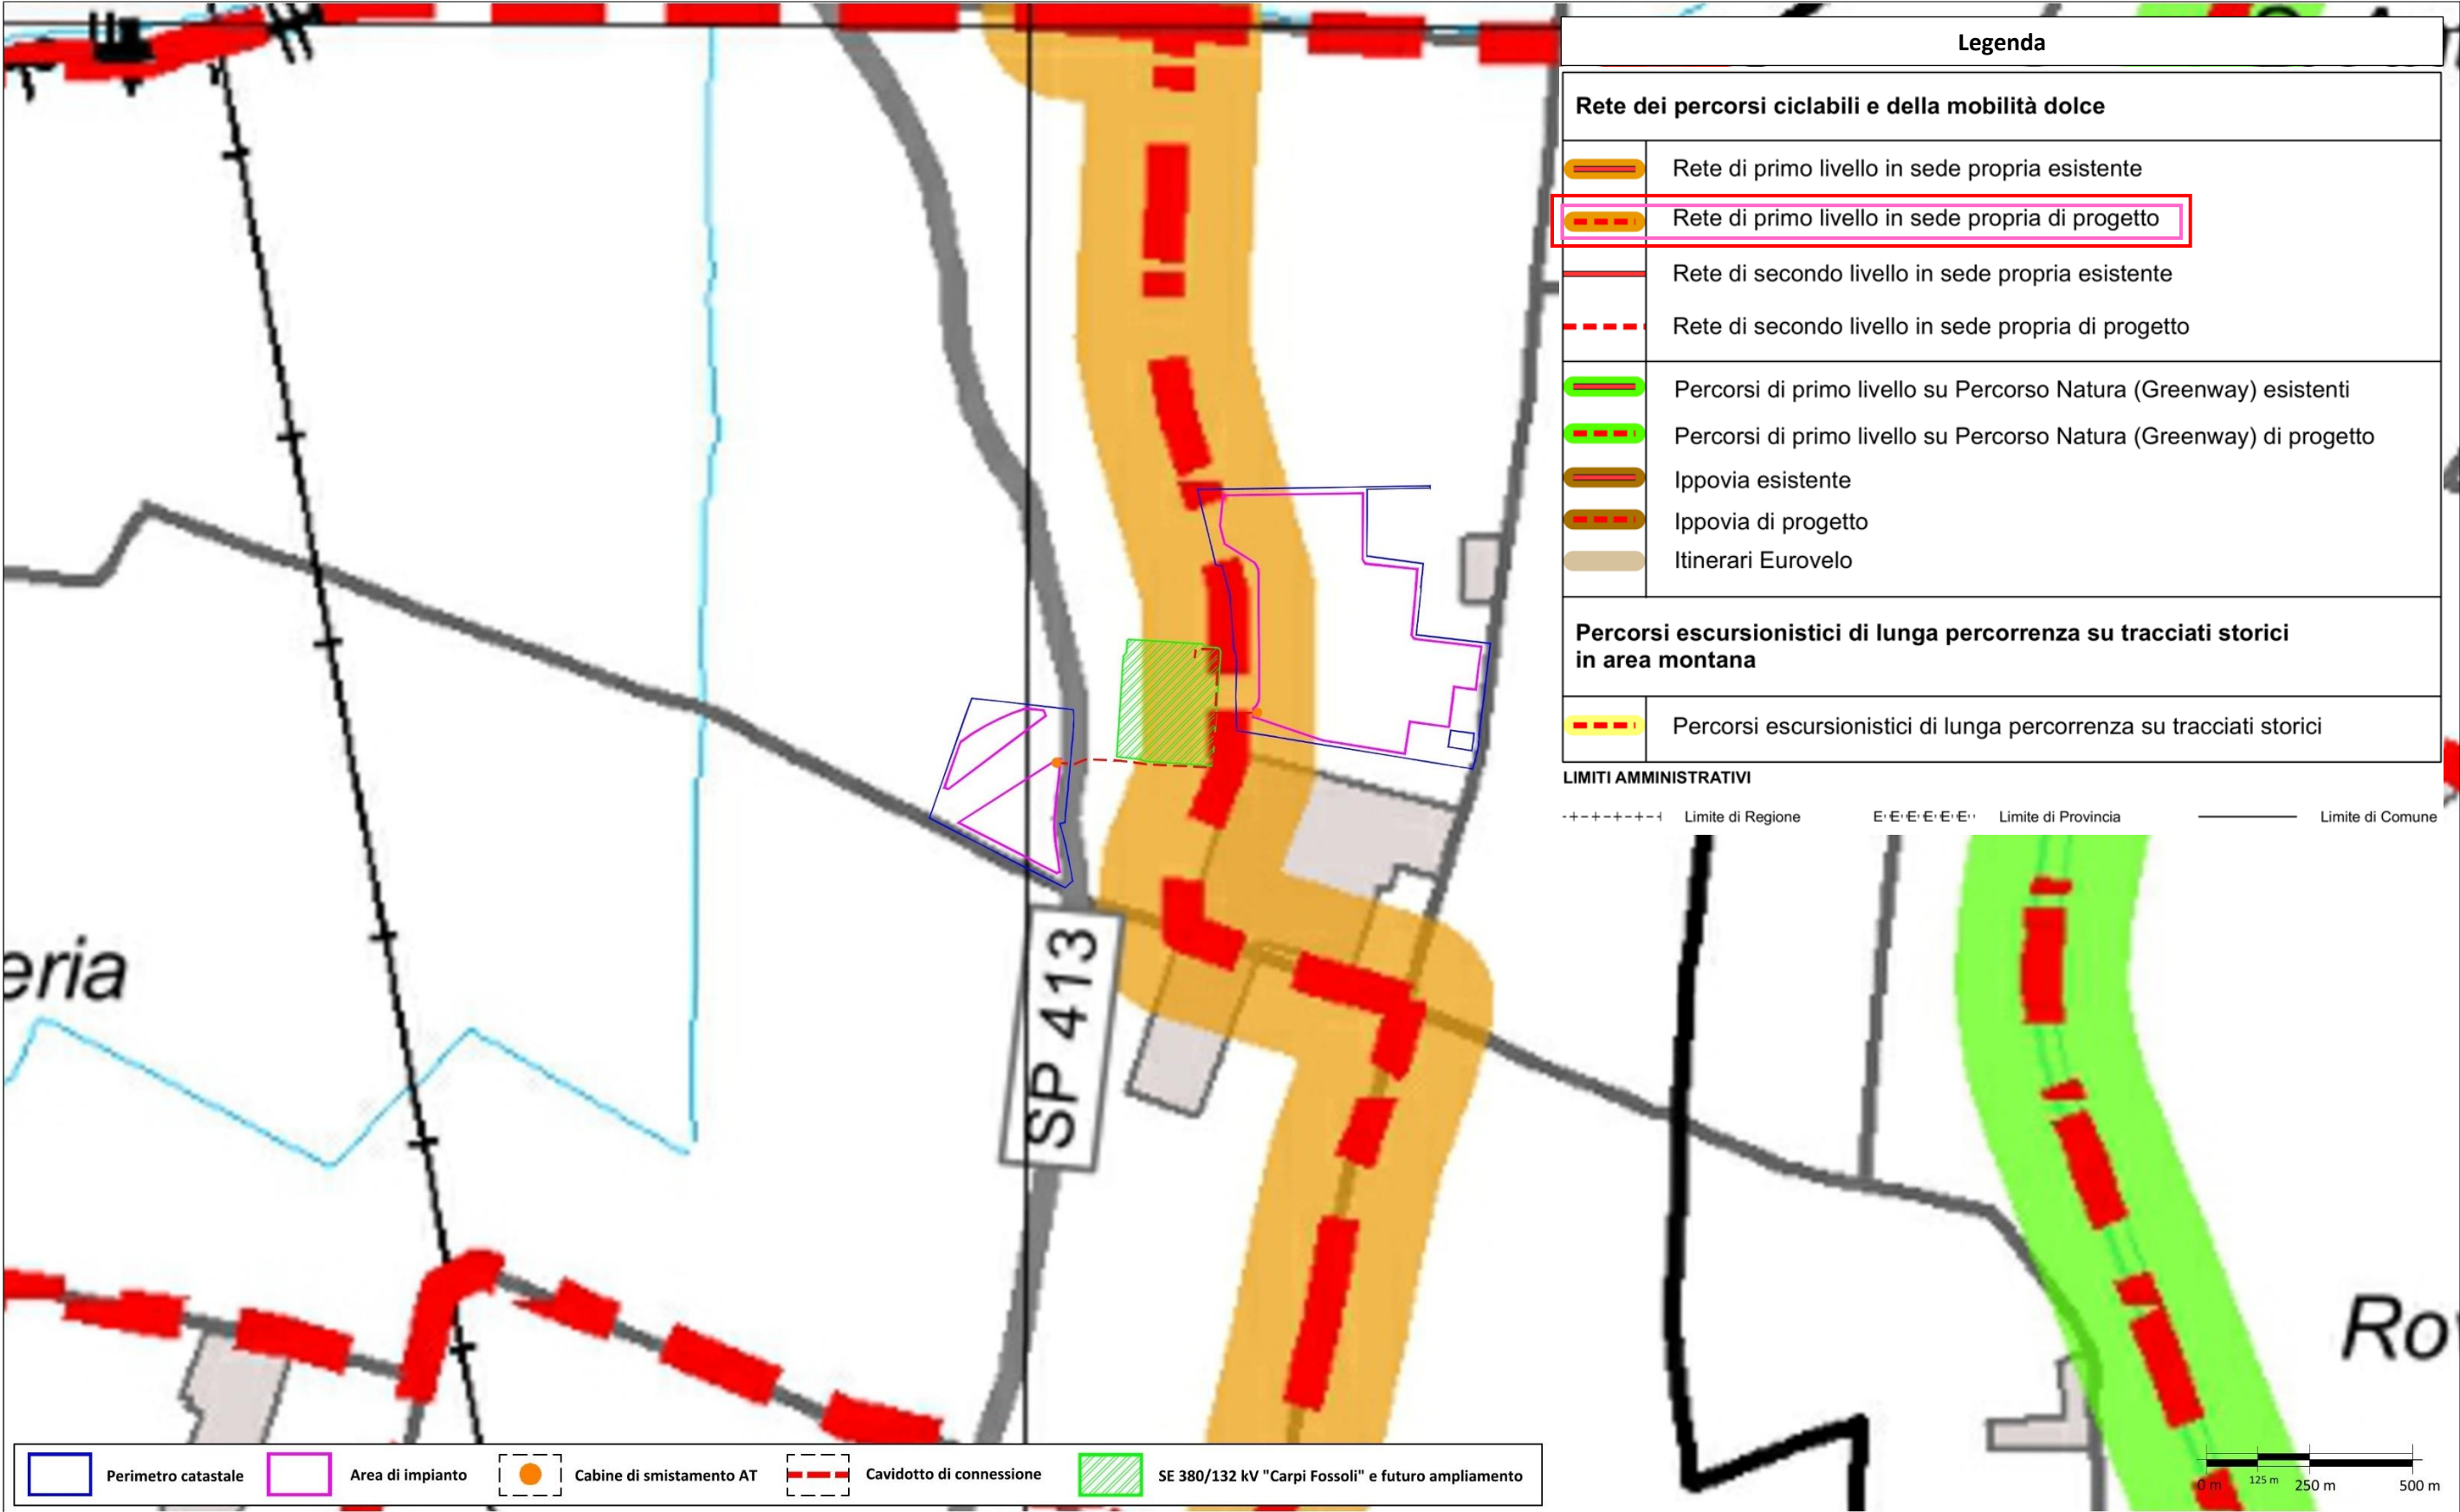 Legenda
Rete dei percorsi ciclabili e della mobilità dolce
Rete di primo livello in sede propria esistente
Rete di primo livello in sede propria di progetto
Rete di secondo livello in sede propria esistente
Rete di secondo livello in sede propria di progetto
Percorsi di primo livello su Percorso Natura (Greenway) esistenti
Percorsi di primo livello su Percorso Natura (Greenway) di progetto
Ippovia esistente
Ippovia di progetto
Itinerari Eurovelo
Percorsi escursionistici di lunga percorrenza su tracciati storici
in area montana
Percorsi escursionistici di lunga percorrenza su tracciati storici
LIMITI AMMINISTRATIVI
Limite di Regione
Limite di Provincia
Limite di Comune
eria
SP 413
Ro
Perimetro catastale
Area di impianto
Cabine di smistamento AT
Cavidotto di connessione
SE 380/132 kV "Carpi Fossoli" e futuro ampliamento
0 m 125 m 250 m 500 m